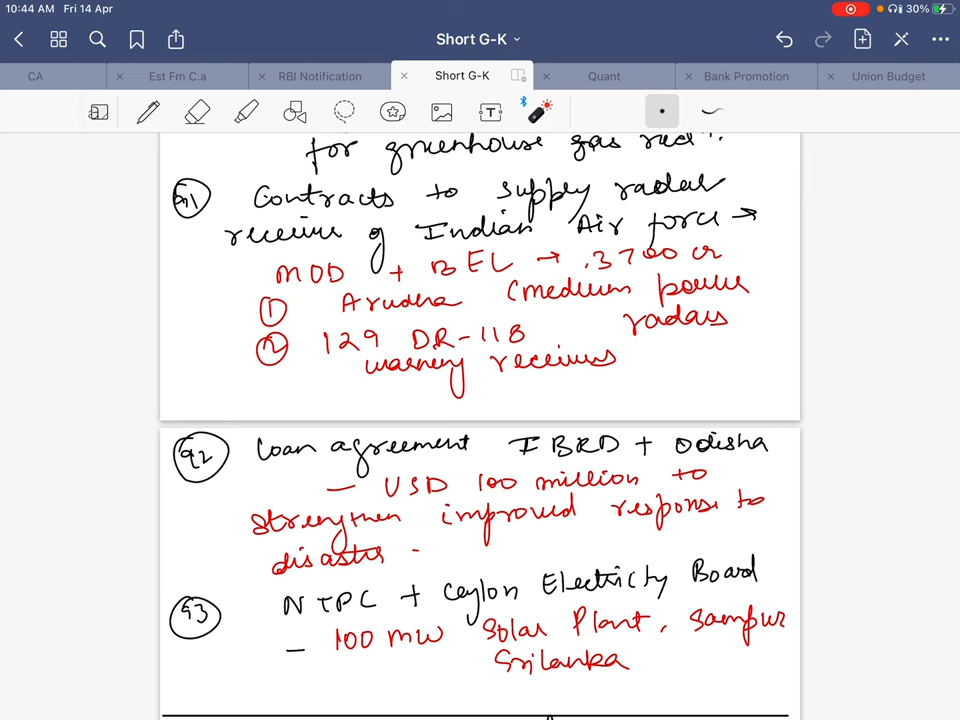 10:44 AM Fri 14 Apr
30%
Short G-K
CA
Est Fm C.a
RBI Notification
Short G-K
Quant
Bank Promotion
Union Budget
for greenhouse gas redⁿ.
91 Contracts to supply radar
receiver of Indian Air force →
MOD + BEL → .3700 cr
① Arudhra (medium power
radars
② 129 DR-118
warning receivers
92 Loan agreement IBRD + Odisha
— USD 100 million to
strengthen improved response to
disaster .
93 NTPC + Ceylon Electricity Board
— 100 MW Solar Plant, Sampur
Srilanka